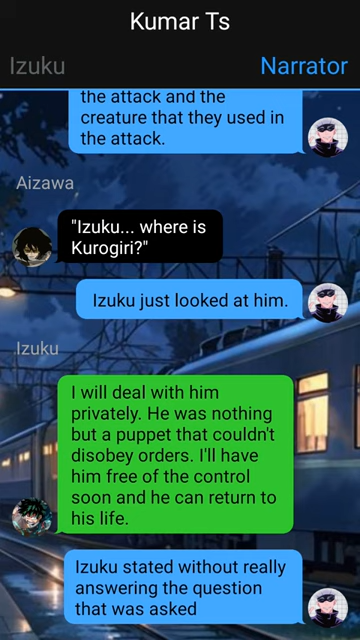 Kumar Ts
Izuku
Narrator
the attack and the
creature that they used in
the attack.
Aizawa
"Izuku... where is
Kurogiri?"
Izuku just looked at him.
Izuku
I will deal with him
privately. He was nothing
but a puppet that couldn't
disobey orders. I'll have
him free of the control
soon and he can return to
his life.
Izuku stated without really
answering the question
that was asked